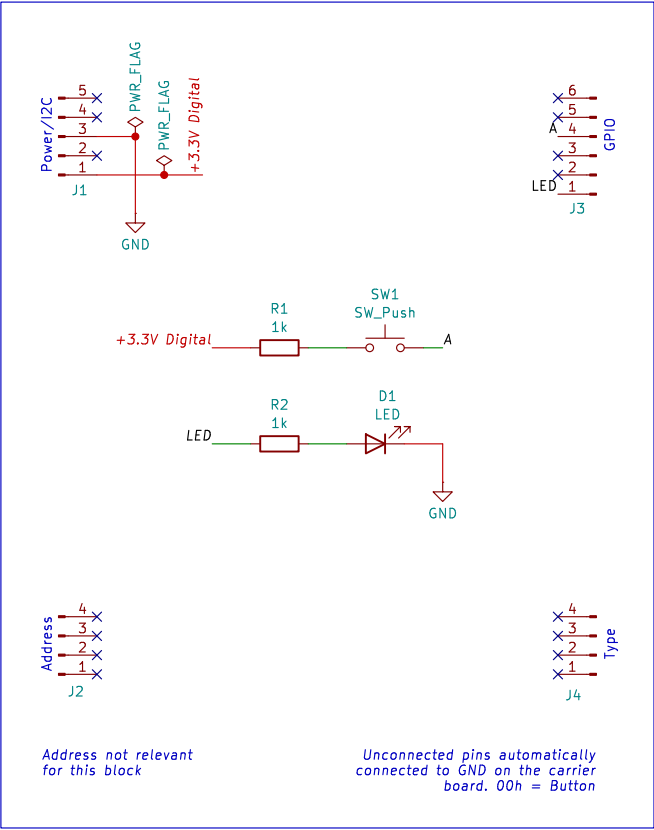 PWR_FLAG
PWR_FLAG
+3.3V Digital
Power/I2C
5
4
3
2
1
J1
GND
6
5
A
4
3
2
LED
1
GPIO
J3
SW1
SW_Push
R1
1k
+3.3V Digital
A
D1
LED
R2
1k
LED
GND
Address
4
3
2
1
J2
4
3
2
1
Type
J4
Address not relevant
for this block
Unconnected pins automatically
connected to GND on the carrier
board. 00h = Button